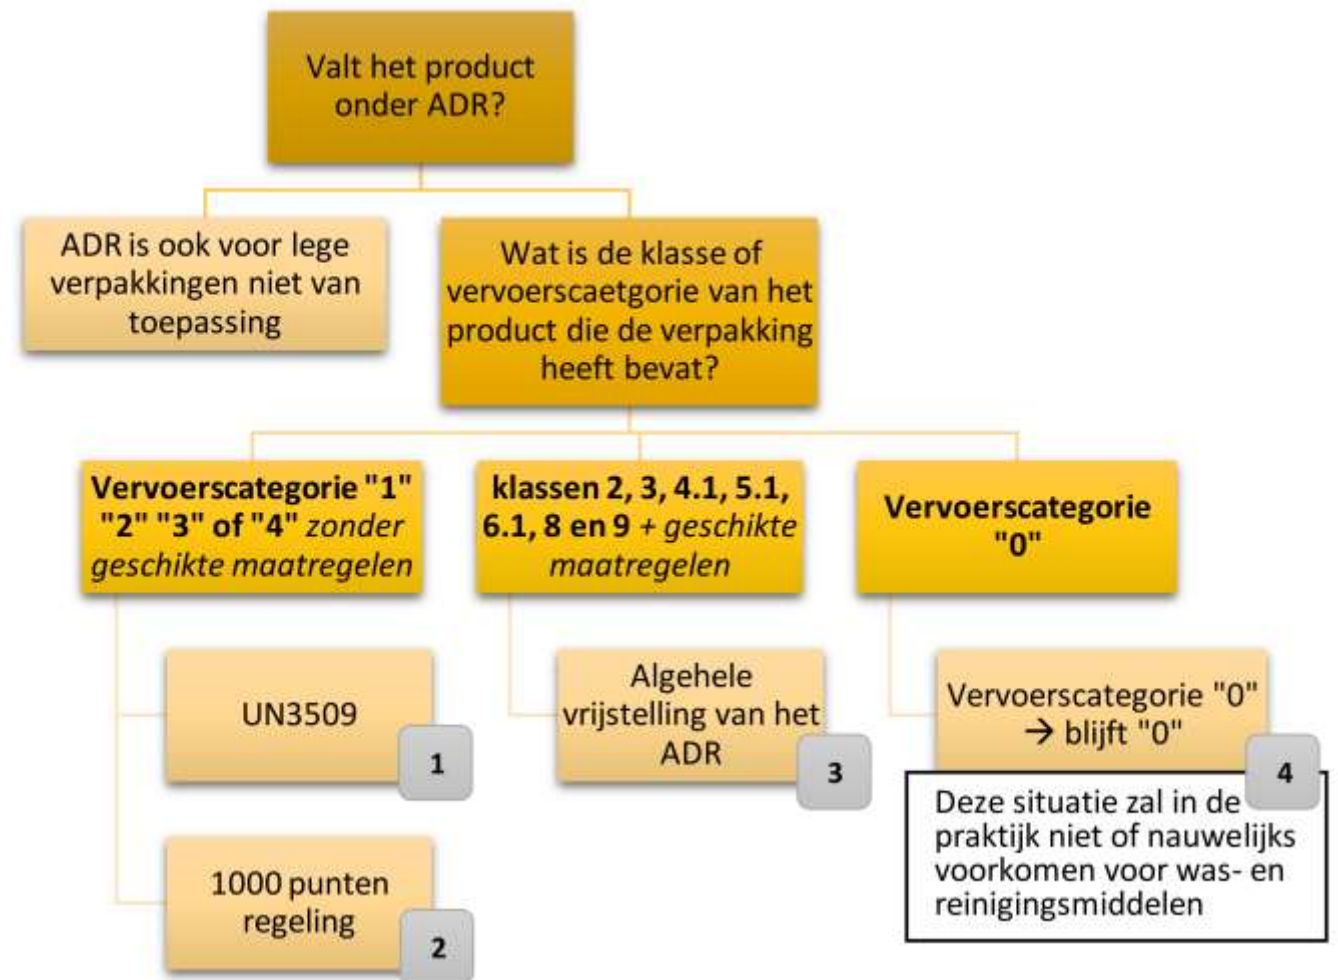 Valt het product
onder ADR?
ADR is ook voor lege
verpakkingen niet van
toepassing
Wat is de klasse of
vervoerscaetgorie van het
product die de verpakking
heeft bevat?
Vervoerscategorie "1"
"2" "3" of "4" zonder
geschikte maatregelen
klassen 2, 3, 4.1, 5.1,
6.1, 8 en 9 + geschikte
maatregelen
Vervoerscategorie
"0"
UN3509
1
1000 punten
regeling
2
Algehele
vrijstelling van het
ADR
3
Vervoerscategorie "0"
→ blijft "0"
4
Deze situatie zal in de
praktijk niet of nauwelijks
voorkomen voor was- en
reinigingsmiddelen